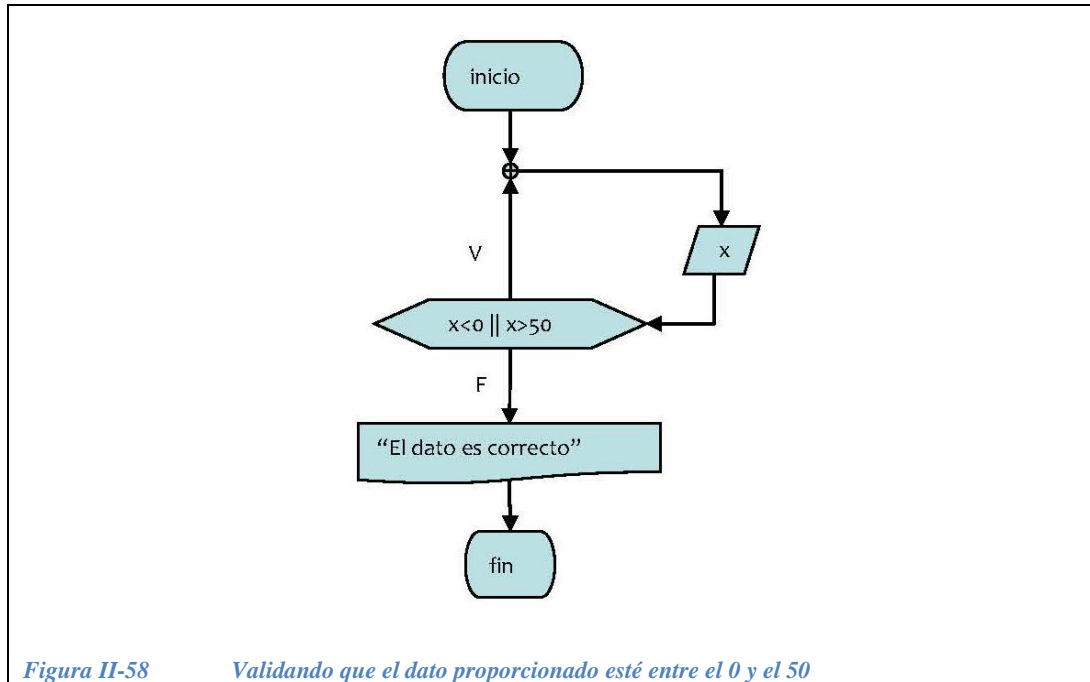 inicio
V
x
x<0 || x>50
F
“El dato es correcto”
fin
Figura II-58 Validando que el dato proporcionado esté entre el 0 y el 50